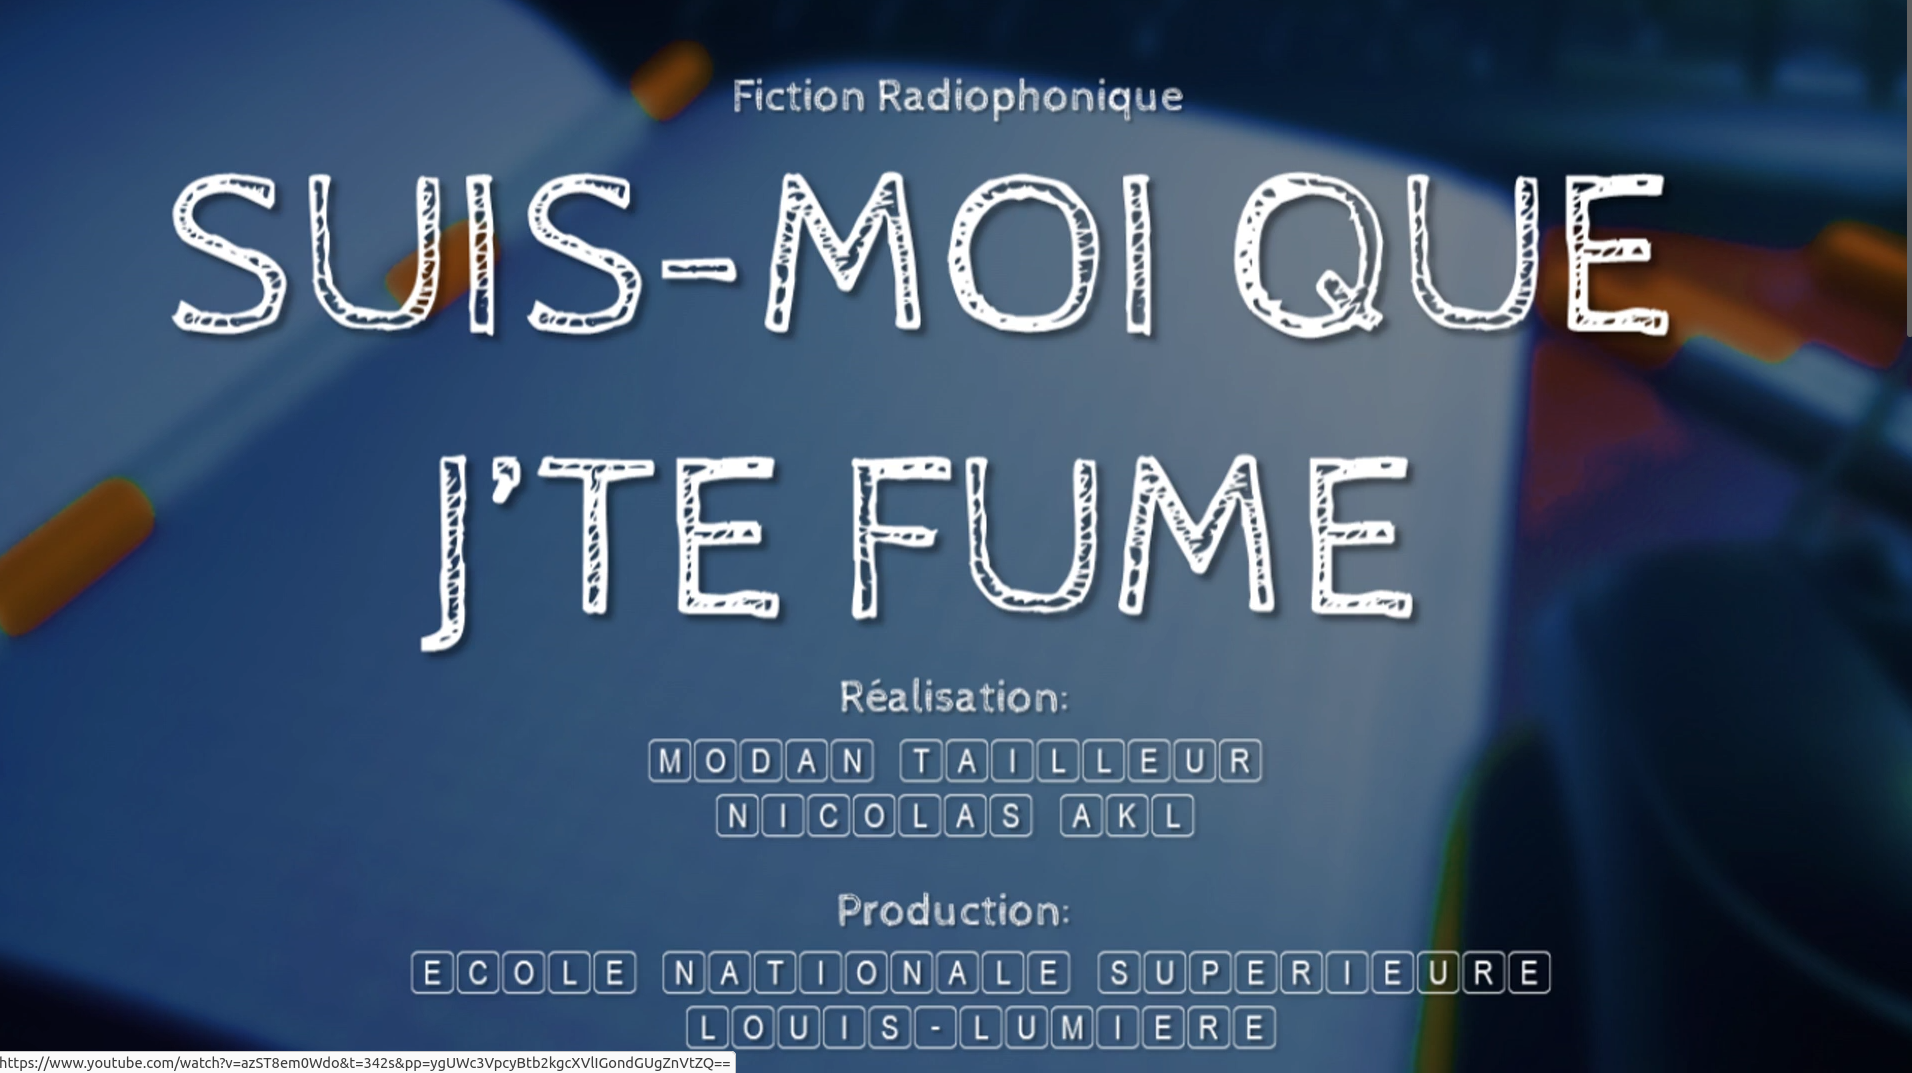 Fiction Radiophonique
SUIS-MOI QUE
J'TE FUME
Réalisation:
MODAN TAILLEUR
NICOLAS AKL
Production:
ECOLE NATIONALE SUPERIEURE
LOUIS-LUMIERE
https://www.youtube.com/watch?v=azST8em0Wdo&t=342s&pp=ygUWc3VpcyBtb2kgcXVlIGondGUgZnVtZQ==